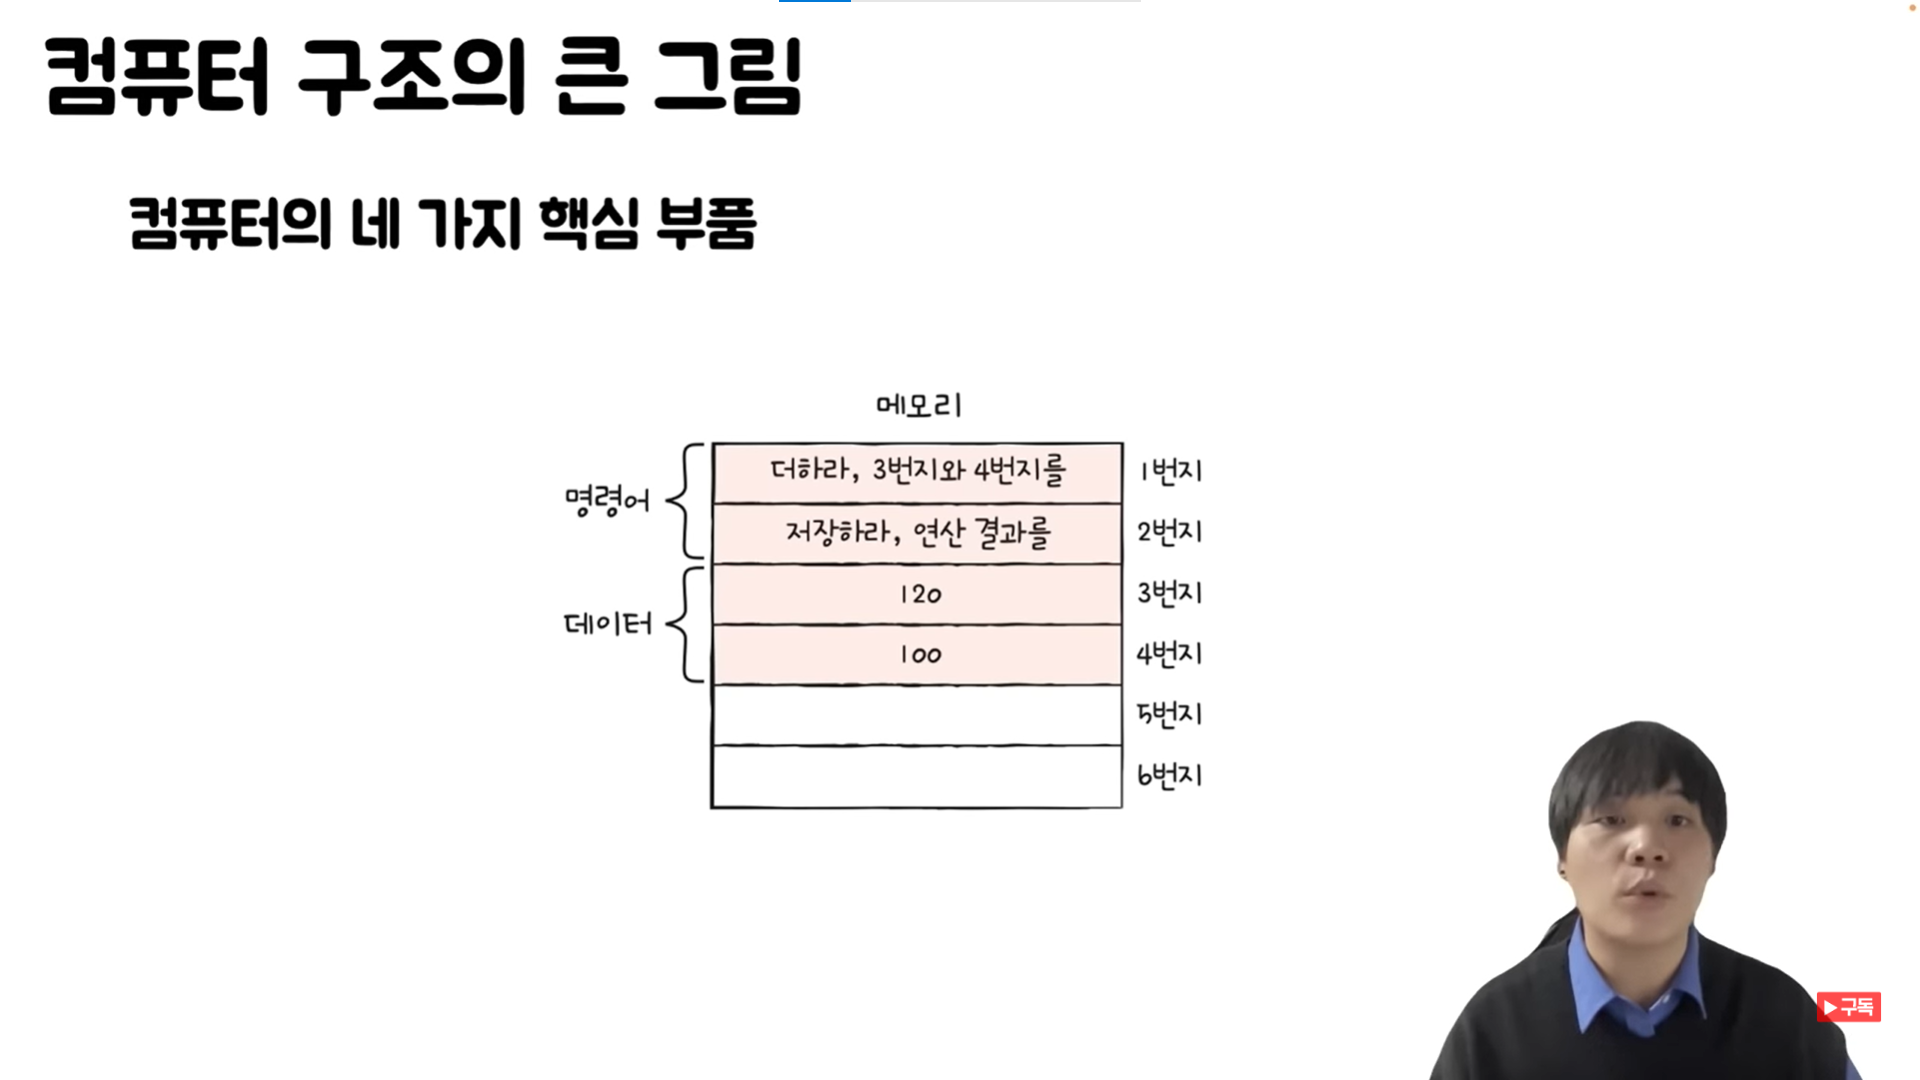 컴퓨터 구조의 큰 그림
컴퓨터의 네 가지 핵심 부품
메모리
명령어
더하라, 3번지와 4번지를
1번지
저장하라, 연산 결과를
2번지
데이터
120
3번지
100
4번지
5번지
6번지
구독